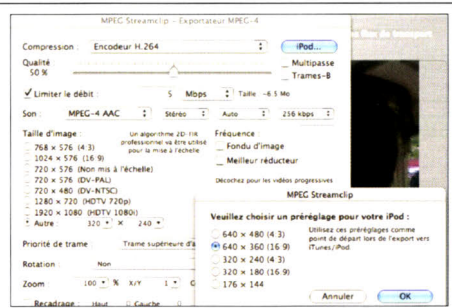 MPEG Streamclip - Exportateur MPEG-4
Compression : Encodeur H.264 iPod...
Qualité Multipasse
50 % Trames-B
Limiter le débit : 5 Mbps Taille ~6.5 Mo
Son : MPEG-4 AAC Stéréo Auto 256 kbps
Taille d'image : Un algorithme 2D-FIR Fréquence :
professionnel va être utilisé
pour la mise à l'échelle
768 × 576 (4:3) Fondu d'image
1024 × 576 (16:9) Meilleur réducteur
720 × 576 (Non mis à l'échelle)
720 × 576 (DV-PAL) Décochez pour les vidéos progressives
720 × 480 (DV-NTSC)
1280 × 720 (HDTV 720p)
1920 × 1080 (HDTV 1080i)
Autre : 320 × 240
Priorité de trame Trame supérieure d'a
Rotation : Non
Zoom 100 % X/Y 1
Recadrage : Haut 0 Gauche 0
MPEG Streamclip
Veuillez choisir un préréglage pour votre iPod :
640 × 480 (4:3) Utilisez ces préréglages comme
640 × 360 (16:9) point de départ lors de l'export vers
320 × 240 (4:3) iTunes/iPod.
320 × 180 (16:9)
176 × 144
Annuler OK